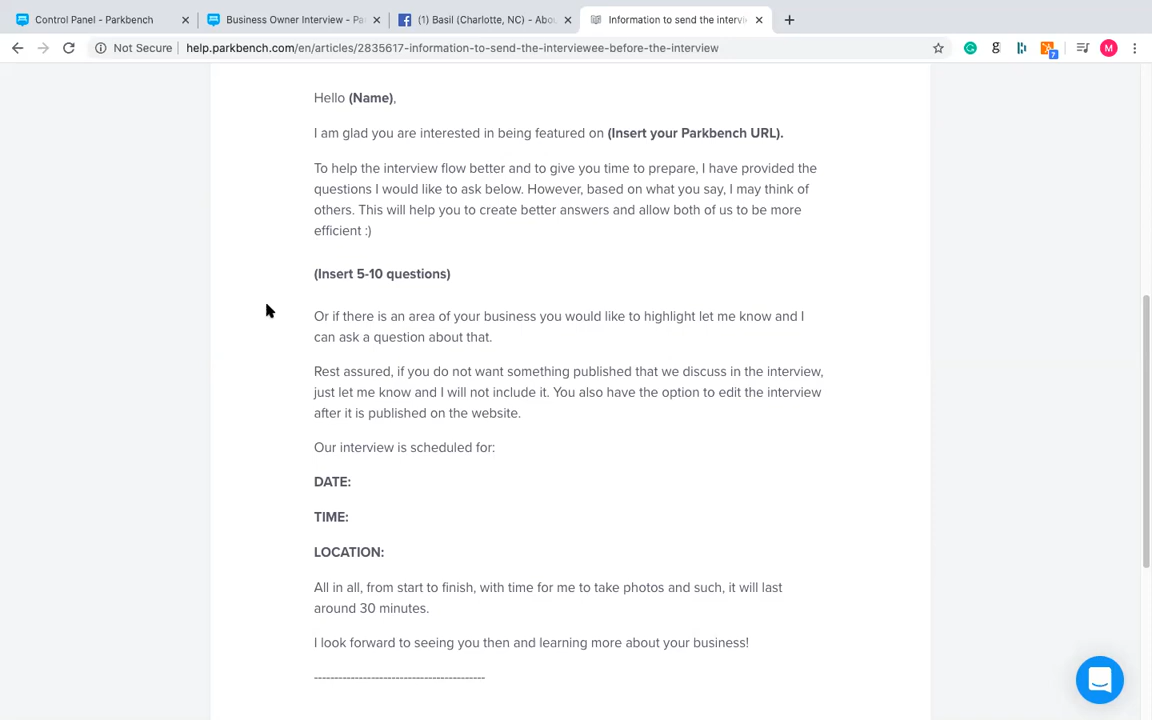 Control Panel - Parkbench
Business Owner Interview - Pa
(1) Basil (Charlotte, NC) - Abou
Information to send the intervi
Not Secure
help.parkbench.com/en/articles/2835617-information-to-send-the-interviewee-before-the-interview
g
7
M
Hello (Name),
I am glad you are interested in being featured on (Insert your Parkbench URL).
To help the interview flow better and to give you time to prepare, I have provided the
questions I would like to ask below. However, based on what you say, I may think of
others. This will help you to create better answers and allow both of us to be more
efficient :)
(Insert 5-10 questions)
Or if there is an area of your business you would like to highlight let me know and I
can ask a question about that.
Rest assured, if you do not want something published that we discuss in the interview,
just let me know and I will not include it. You also have the option to edit the interview
after it is published on the website.
Our interview is scheduled for:
DATE:
TIME:
LOCATION:
All in all, from start to finish, with time for me to take photos and such, it will last
around 30 minutes.
I look forward to seeing you then and learning more about your business!
------------------------------------------